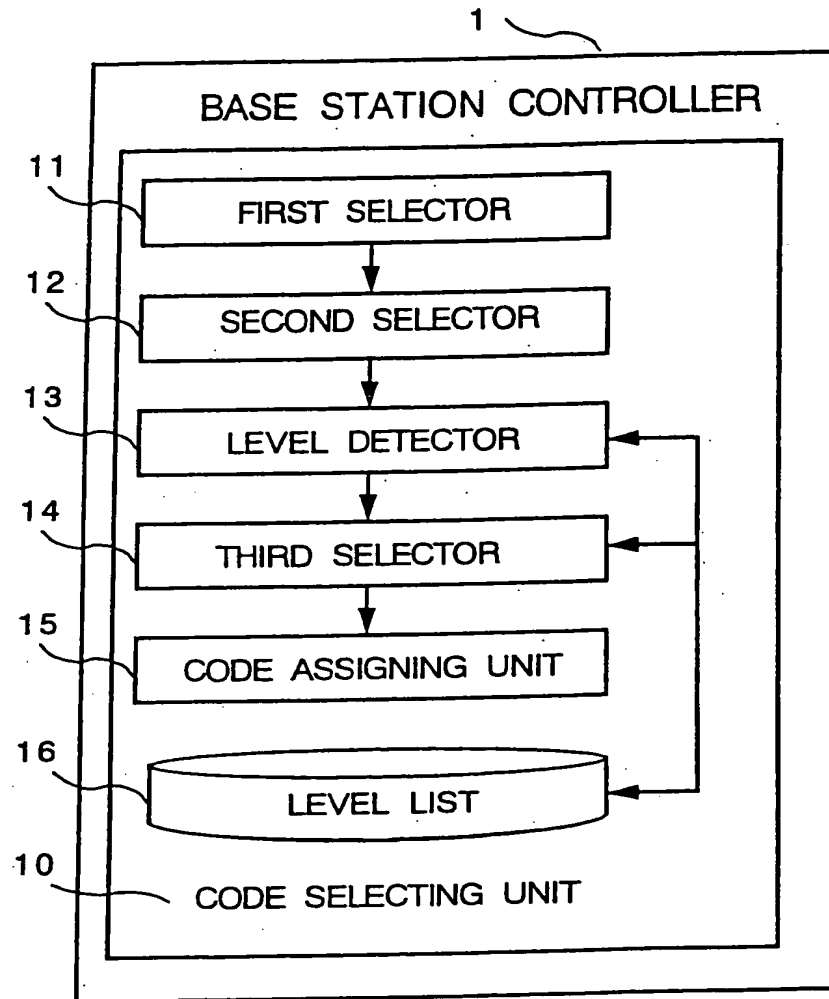 1
BASE STATION CONTROLLER
11
FIRST SELECTOR
12
SECOND SELECTOR
13
LEVEL DETECTOR
14
THIRD SELECTOR
15
CODE ASSIGNING UNIT
16
LEVEL LIST
10
CODE SELECTING UNIT